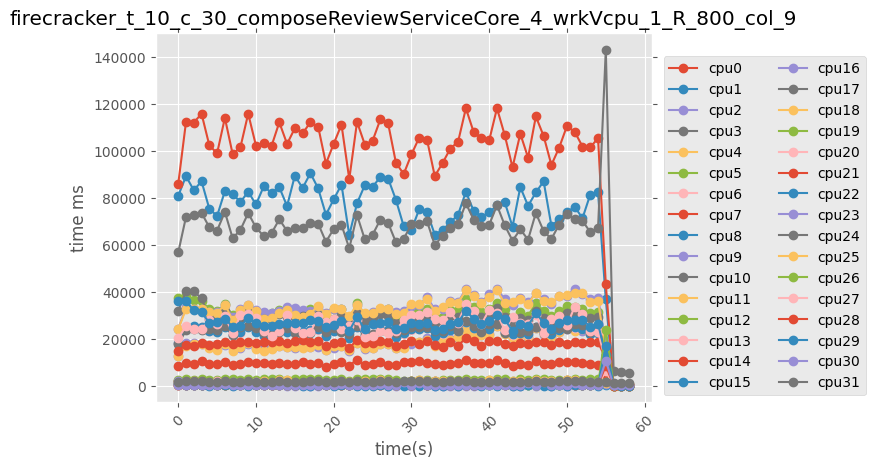 firecracker_t_10_c_30_composeReviewServiceCore_4_wrkVcpu_1_R_800_col_9
time ms
140000
120000
100000
80000
60000
40000
20000
0
0
10
20
30
40
50
60
time(s)
cpu0
cpu1
cpu2
cpu3
cpu4
cpu5
cpu6
cpu7
cpu8
cpu9
cpu10
cpu11
cpu12
cpu13
cpu14
cpu15
cpu16
cpu17
cpu18
cpu19
cpu20
cpu21
cpu22
cpu23
cpu24
cpu25
cpu26
cpu27
cpu28
cpu29
cpu30
cpu31